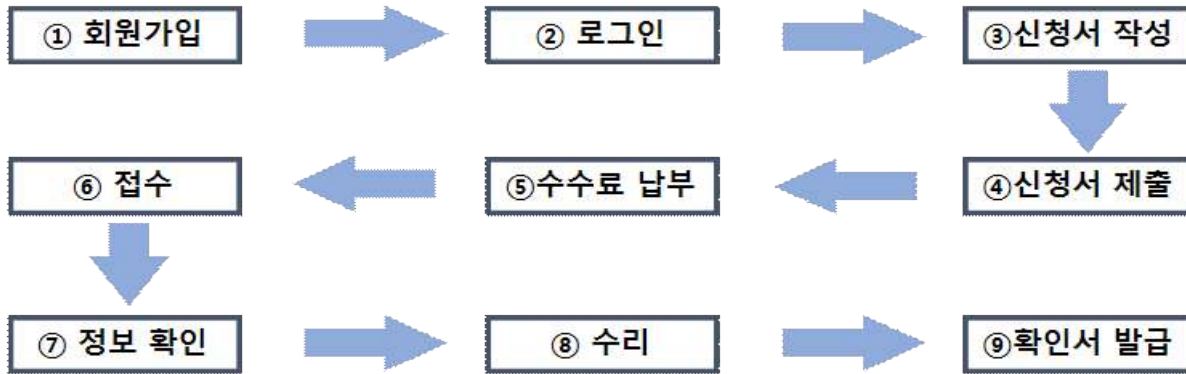 ① 회원가입
② 로그인
③신청서 작성
④신청서 제출
⑤수수료 납부
⑥ 접수
⑦ 정보 확인
⑧ 수리
⑨확인서 발급